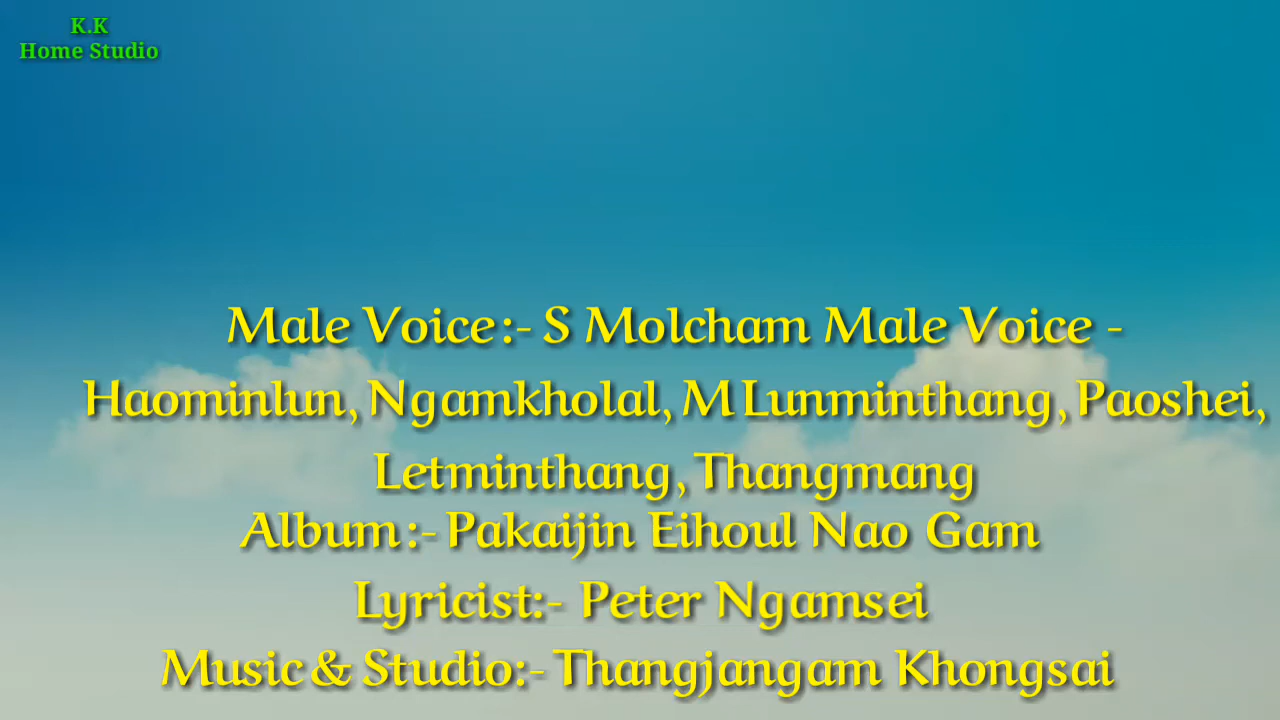 K.K
Home Studio
Male Voice:- S Molcham Male Voice -
Haominlun, Ngamkholal, M Lunminthang, Paoshei,
Letminthang, Thangmang
Album:- Pakaijin Eihoul Nao Gam
Lyricist:- Peter Ngamsei
Music & Studio:- Thangjangam Khongsai